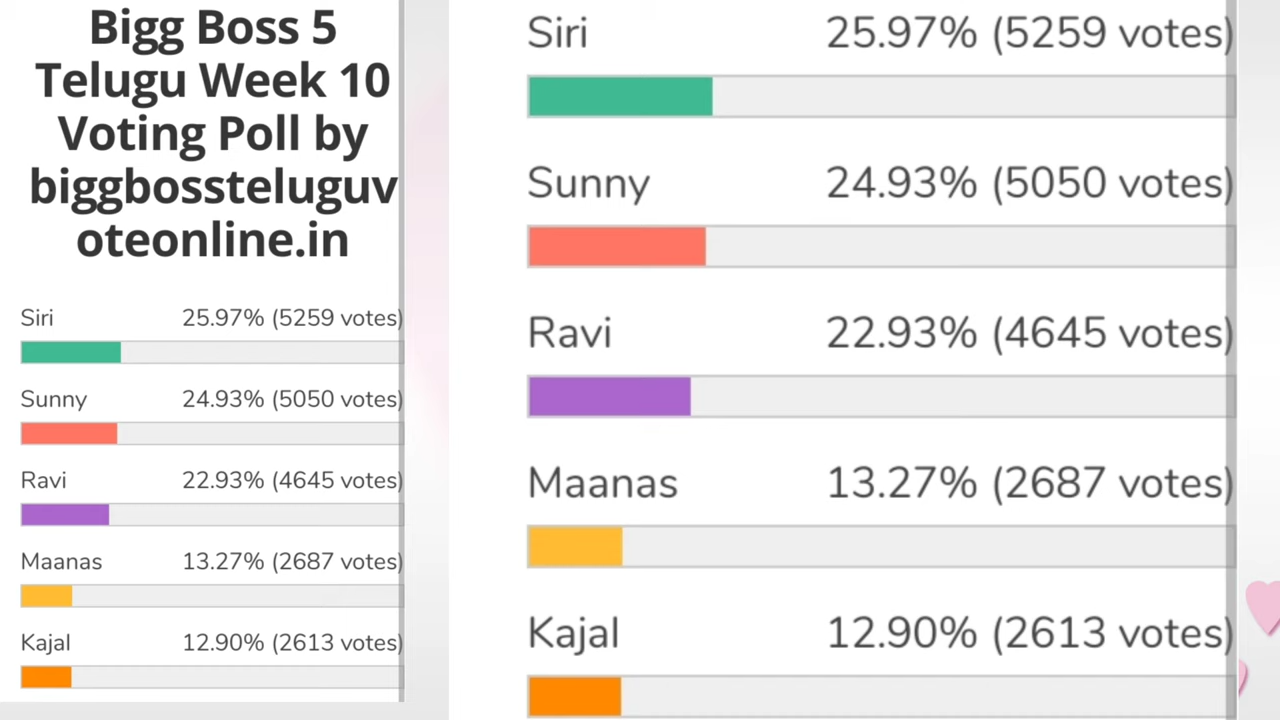 Bigg Boss 5
Telugu Week 10
Voting Poll by
biggbossteluguv
oteonline.in
Siri 25.97% (5259 votes)
Sunny 24.93% (5050 votes)
Ravi 22.93% (4645 votes)
Maanas 13.27% (2687 votes)
Kajal 12.90% (2613 votes)
Siri 25.97% (5259 votes)
Sunny 24.93% (5050 votes)
Ravi 22.93% (4645 votes)
Maanas 13.27% (2687 votes)
Kajal 12.90% (2613 votes)